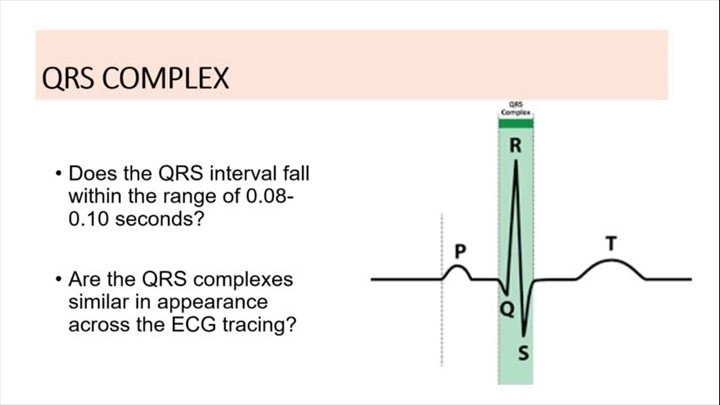 QRS COMPLEX
• Does the QRS interval fall
within the range of 0.08-
0.10 seconds?
• Are the QRS complexes
similar in appearance
across the ECG tracing?
QRS
Complex
R
P
T
Q
S